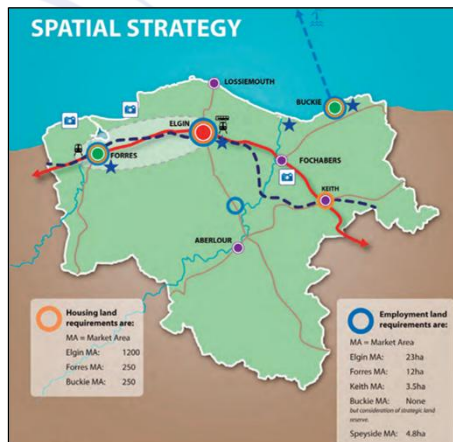 SPATIAL STRATEGY
LOSSIEMOUTH
BUCKIE
ELGIN
FORRES
FOCHABERS
KEITH
ABERLOUR
Housing land
requirements are:
MA = Market Area
Elgin MA: 1200
Forres MA: 250
Buckie MA: 250
Employment land
requirements are:
MA = Market Area
Elgin MA: 23ha
Forres MA: 12ha
Keith MA: 3.5ha
Buckie MA: None
but consideration of strategic land
reserve.
Speyside MA: 4.8ha